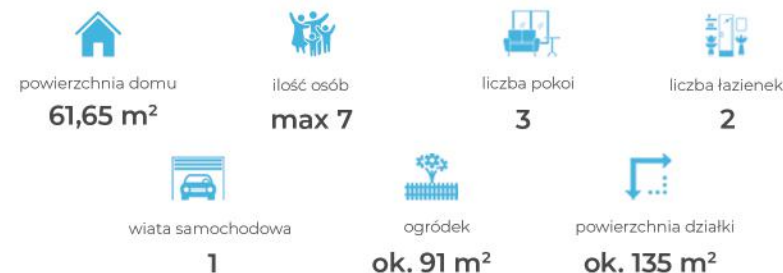 powierzchnia domu
61,65 m²
ilość osób
max 7
liczba pokoi
3
liczba łazienek
2
wiata samochodowa
1
ogródek
ok. 91 m²
powierzchnia działki
ok. 135 m²